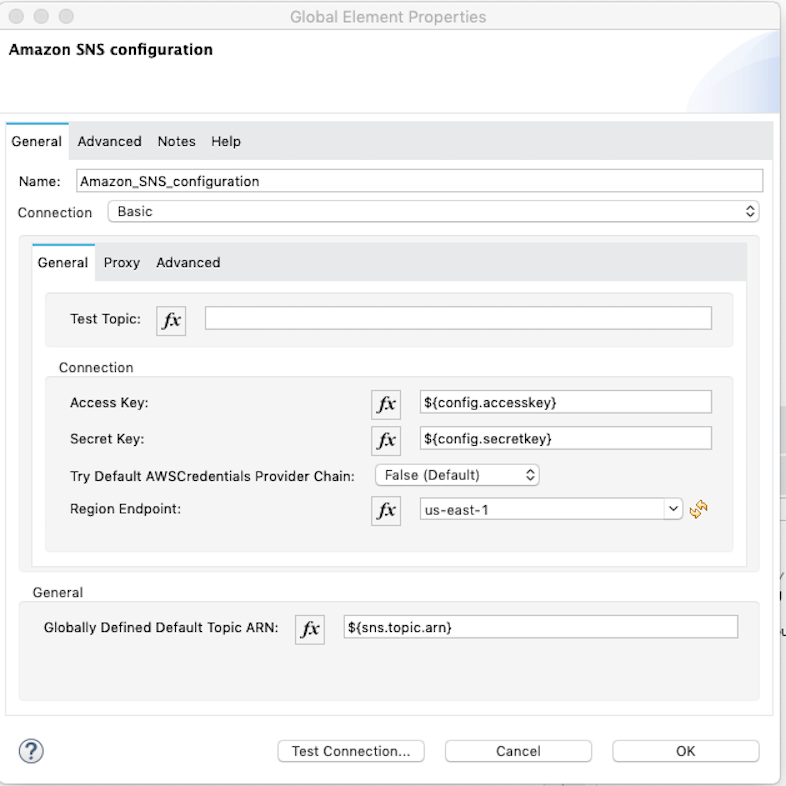 Global Element Properties
Amazon SNS configuration
General Advanced Notes Help
Name: Amazon_SNS_configuration
Connection Basic
General Proxy Advanced
Test Topic: fx
Connection
Access Key: fx ${config.accesskey}
Secret Key: fx ${config.secretkey}
Try Default AWSCredentials Provider Chain: False (Default)
Region Endpoint: fx us-east-1
General
Globally Defined Default Topic ARN: fx ${sns.topic.arn}
? Test Connection... Cancel OK